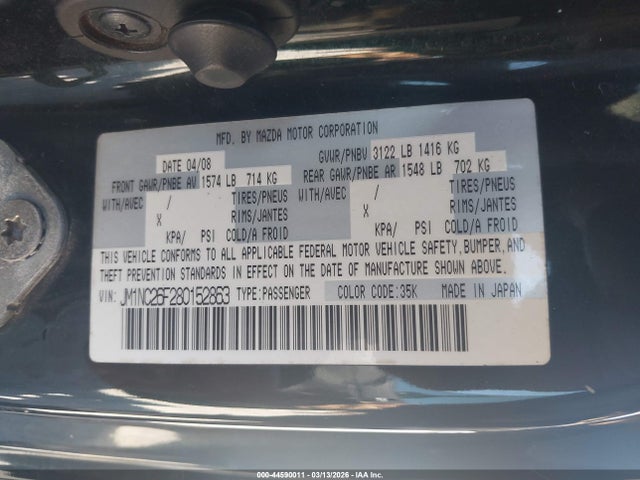 MFD. BY MAZDA MOTOR CORPORATION
DATE 04/08 GVWR/PNBV 3122 LB 1416 KG
FRONT GAWR/PNBE AV 1574 LB 714 KG REAR GAWR/PNBE AR 1548 LB 702 KG
WITH/AVEC / TIRES/PNEUS WITH/AVEC / TIRES/PNEUS
X RIMS/JANTES X RIMS/JANTES
KPA/ PSI COLD/A FROID KPA/ PSI COLD/A FROID
THIS VEHICLE CONFORMS TO ALL APPLICABLE FEDERAL MOTOR VEHICLE SAFETY, BUMPER, AND
THEFT PREVENTION STANDARDS IN EFFECT ON THE DATE OF MANUFACTURE SHOWN ABOVE.
VIN: JM1NC26F280152863 TYPE:PASSENGER COLOR CODE:35K MADE IN JAPAN
000-44590011 - 03/13/2026 - IAA Inc.